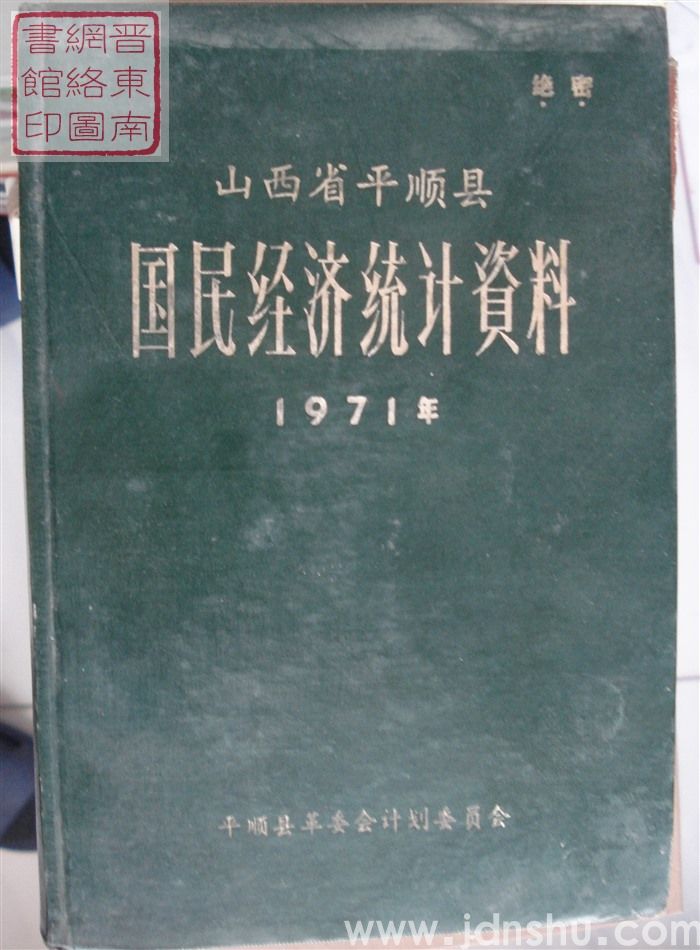 晋東南
網絡圖
書館印
绝密
山西省平顺县
国民经济统计資料
1971年
平顺县革委会计划委员会
www.jdnshu.com